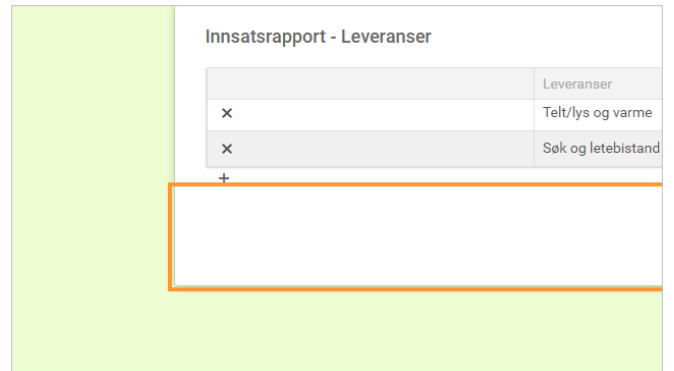 Innsatsrapport - Leveranser
Leveranser
× Telt/lys og varme
× Søk og letebistand
+